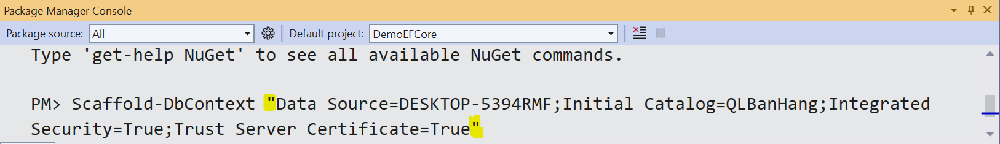 Package Manager Console
Package source: All Default project: DemoEFCore
Type 'get-help NuGet' to see all available NuGet commands.
PM> Scaffold-DbContext "Data Source=DESKTOP-5394RMF;Initial Catalog=QLBanHang;Integrated
Security=True;Trust Server Certificate=True"